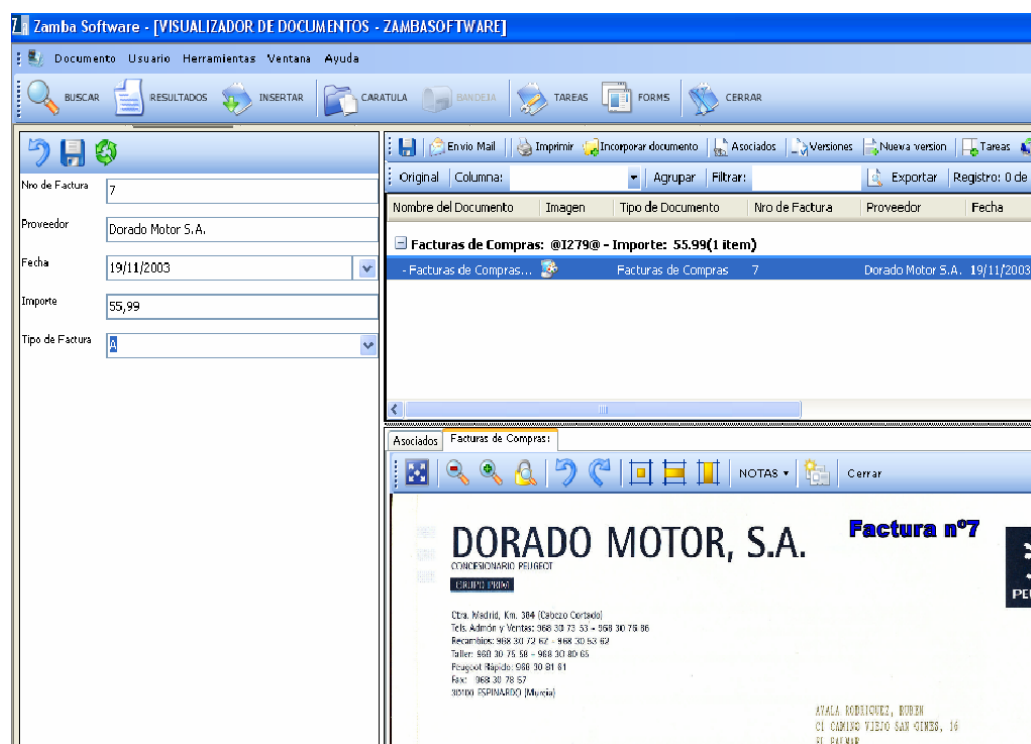 Zamba Software - [VISUALIZADOR DE DOCUMENTOS - ZAMBASOFTWARE]
Documento Usuario Herramientas Ventana Ayuda
BUSCAR RESULTADOS INSERTAR CARATULA BANDEJA TAREAS FORMS CERRAR
Nro de Factura 7
Proveedor Dorado Motor S.A.
Fecha 19/11/2003
Importe 55,99
Tipo de Factura A
Envio Mail Imprimir Incorporar documento Asociados Versiones Nueva version Tareas
Original Columna: Agrupar Filtrar: Exportar Registro: 0 de
Nombre del Documento Imagen Tipo de Documento Nro de Factura Proveedor Fecha
Facturas de Compras: @I279@ - Importe: 55.99(1 item)
- Facturas de Compras... Facturas de Compras 7 Dorado Motor S.A. 19/11/2003
Asociados Facturas de Compras:
NOTAS Cerrar
DORADO MOTOR, S.A. Factura nº7
CONCESIONARIO PEUGEOT
Ctra. Madrid, Km. 384 (Cabezo Cortado)
Tels. Admón y Ventas: 968 30 73 53 - 968 30 76 86
Recambios: 968 30 72 62 - 968 30 53 62
Taller: 968 30 75 58 - 968 30 80 65
Peugeot Rápido: 968 30 81 61
Fax: 968 30 78 57
30100 ESPINARDO (Murcia)
AYALA RODRIGUEZ, RUBEN
C1 CAMINO VIEJO SAN GINES, 16
EL PALMAR